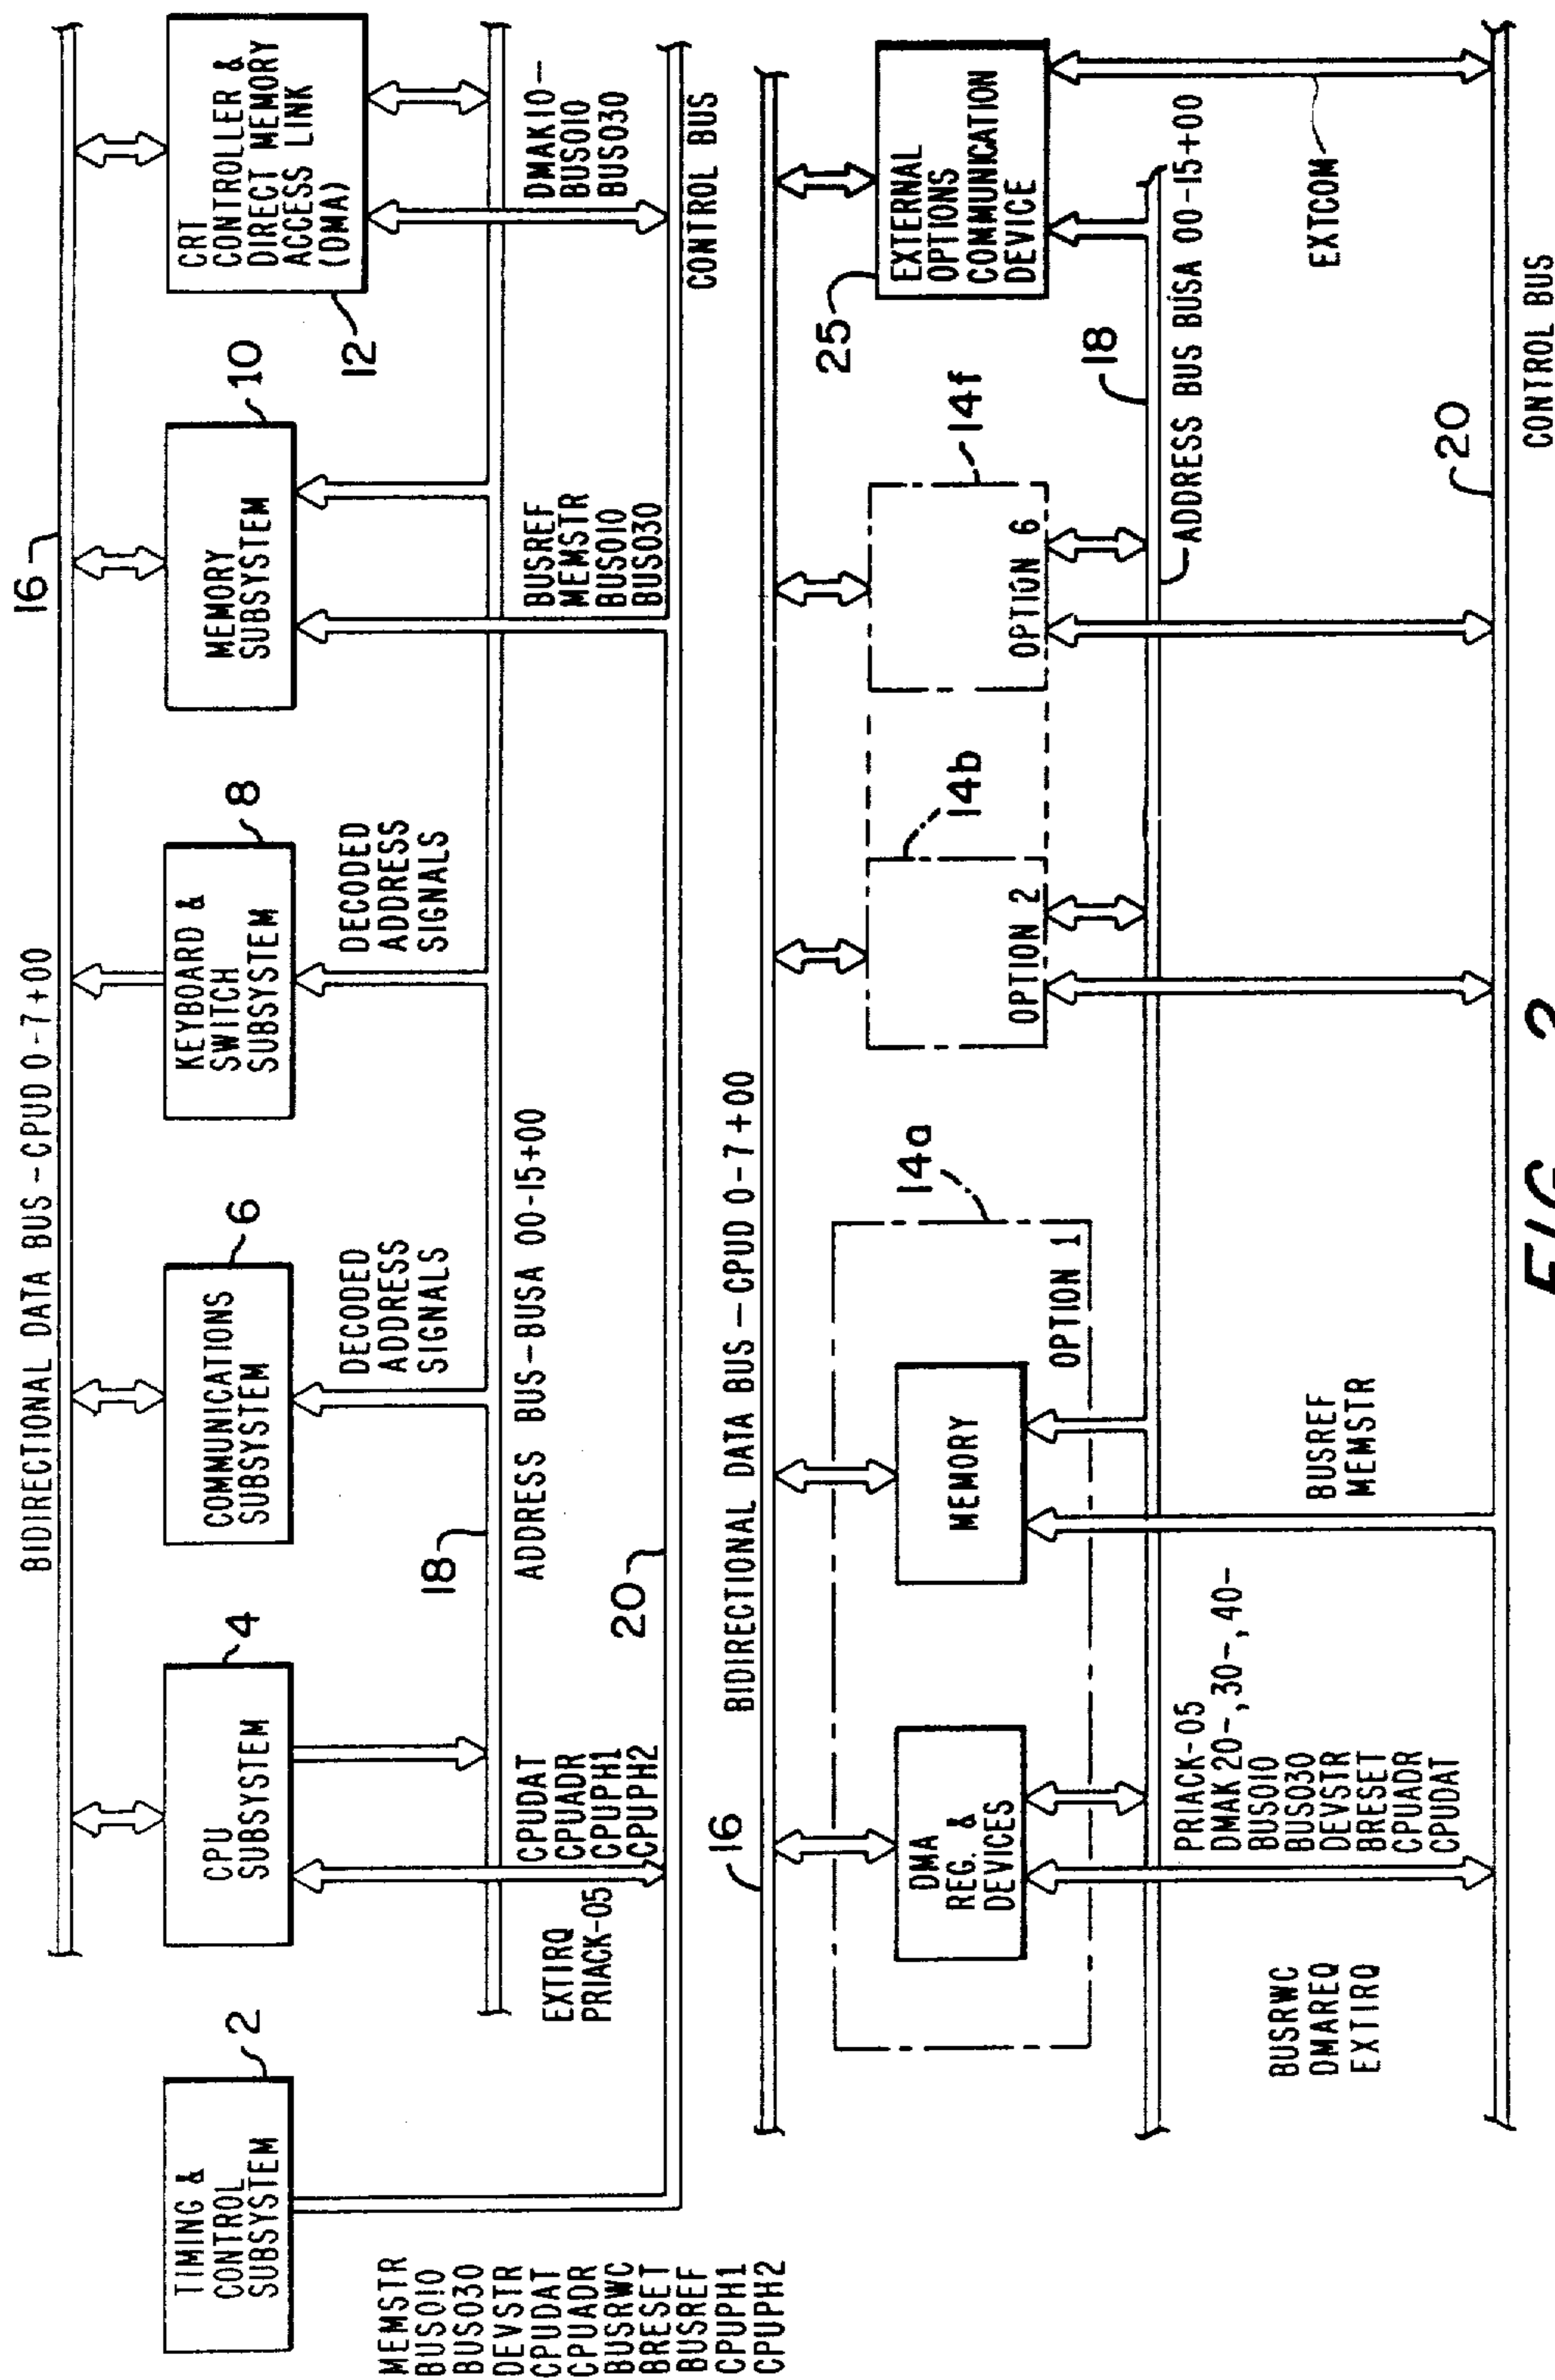 BIDIRECTIONAL DATA BUS-CPUD 0-7+00
16
TIMING &
CONTROL
SUBSYSTEM
2
CPU
SUBSYSTEM
4
COMMUNICATIONS
SUBSYSTEM
6
KEYBOARD &
SWITCH
SUBSYSTEM
8
MEMORY
SUBSYSTEM
10
CRT
CONTROLLER &
DIRECT MEMORY
ACCESS LINK
(DMA)
12
DECODED
ADDRESS
SIGNALS
DECODED
ADDRESS
SIGNALS
18
ADDRESS BUS-BUSA 00-15+00
MEMSTR
BUS010
BUS030
DEVSTR
CPUDAT
CPUADR
BUSRWC
BRESET
BUSREF
CPUPH1
CPUPH2
EXTIRQ
PRIACK-05
CPUDAT
CPUADR
CPUPH1
CPUPH2
BUSREF
MEMSTR
BUS010
BUS030
DMAK10-
BUS010
BUS030
20
CONTROL BUS
BIDIRECTIONAL DATA BUS-CPUD 0-7+00
16
DMA
REG. &
DEVICES
MEMORY
OPTION 1
14a
OPTION 2
14b
OPTION 6
14f
EXTERNAL
OPTIONS
COMMUNICATION
DEVICE
25
18
ADDRESS BUS BUSA 00-15+00
BUSRWC
DMAREQ
EXTIRQ
PRIACK-05
DMAK20-,30-,40-
BUS010
BUS030
DEVSTR
BRESET
CPUADR
CPUDAT
BUSREF
MEMSTR
EXTCOM
20
CONTROL BUS